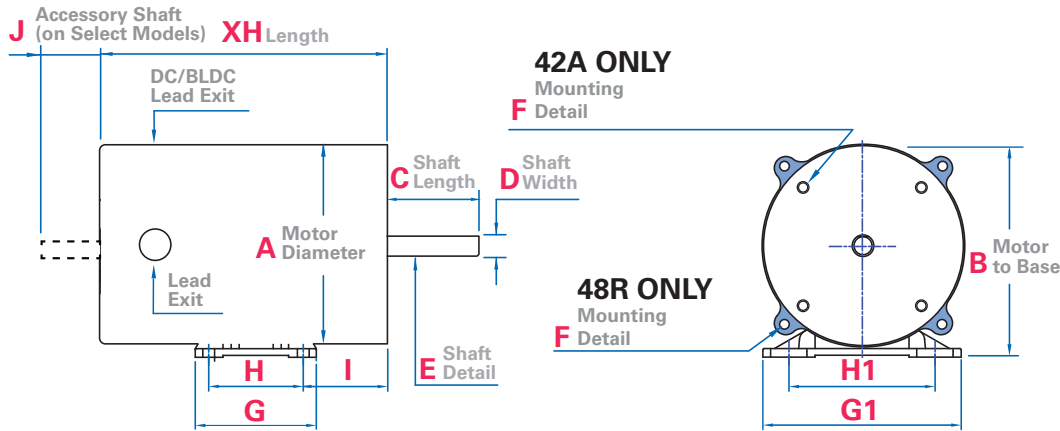 J Accessory Shaft
(on Select Models)
XH Length
DC/BLDC
Lead Exit
C Shaft
Length
D Shaft
Width
A Motor
Diameter
Lead
Exit
E Shaft
Detail
H
I
G
42A ONLY
Mounting
F Detail
48R ONLY
Mounting
F Detail
B Motor
to Base
H1
G1